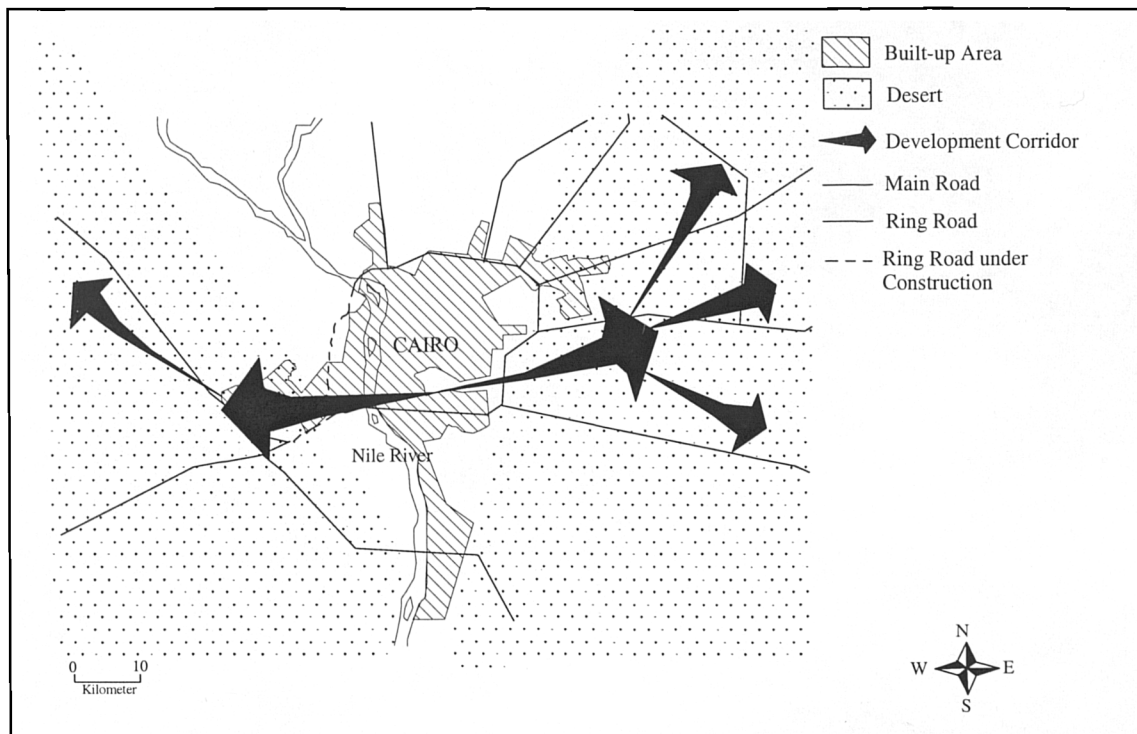 Built-up Area
Desert
Development Corridor
Main Road
Ring Road
Ring Road under
Construction
CAIRO
Nile River
0 10
Kilometer
N
W E
S